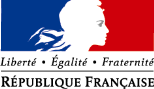 Liberté • Égalité • Fraternité
RÉPUBLIQUE FRANÇAISE